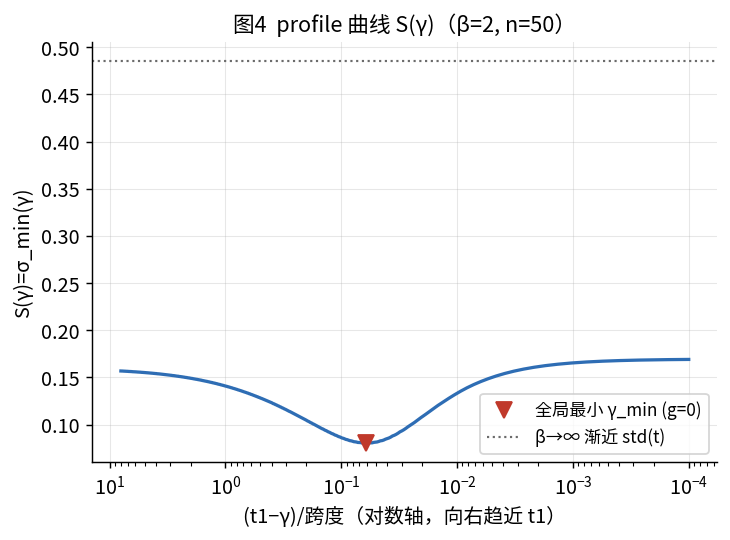 图4 profile 曲线 S(γ)（β=2, n=50）
S(γ)=σ_min(γ)
0.50
0.45
0.40
0.35
0.30
0.25
0.20
0.15
0.10
全局最小 γ_min (g=0)
β→∞ 渐近 std(t)
10¹ 10⁰ 10⁻¹ 10⁻² 10⁻³ 10⁻⁴
(t1−γ)/跨度（对数轴，向右趋近 t1）